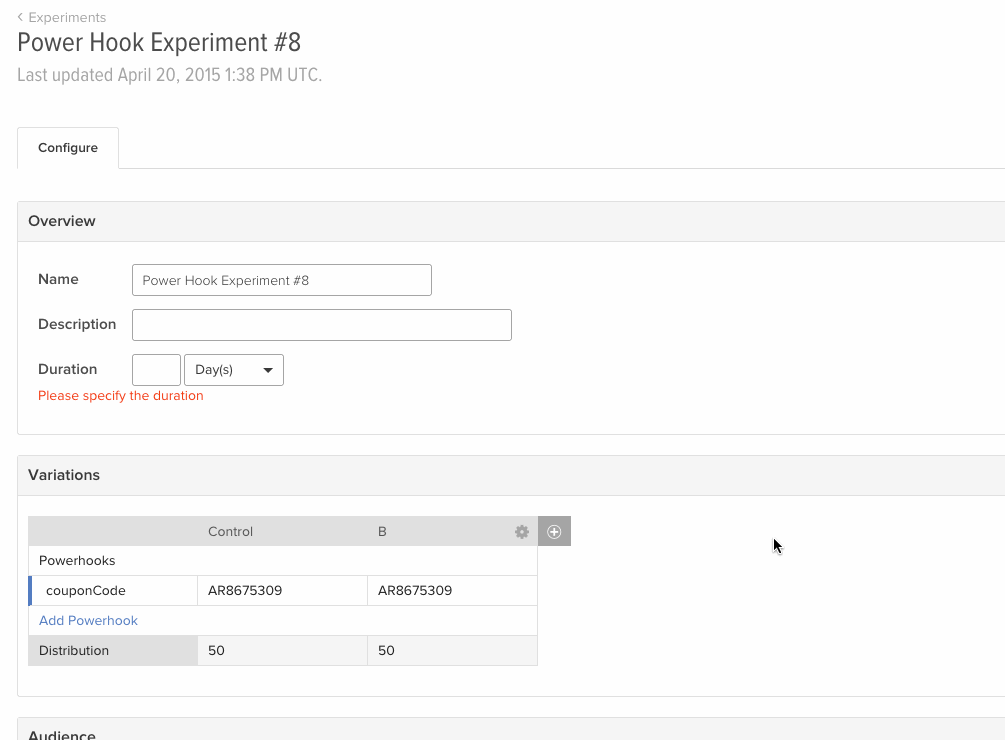 ‹ Experiments
Power Hook Experiment #8
Last updated April 20, 2015 1:38 PM UTC.
Configure
Overview
Name Power Hook Experiment #8
Description
Duration Day(s)
Please specify the duration
Variations
Control B
Powerhooks
couponCode AR8675309 AR8675309
Add Powerhook
Distribution 50 50
Audience